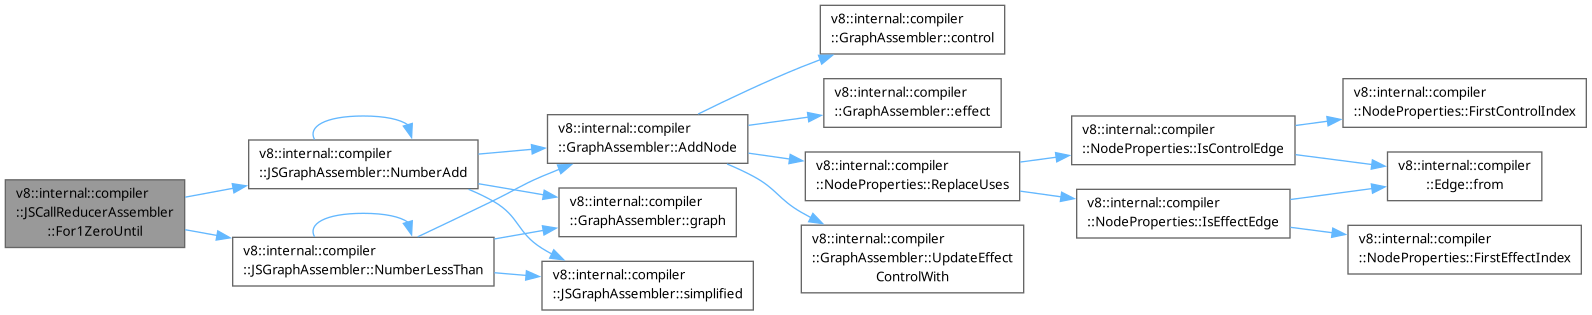 v8::internal::compiler
::JSCallReducerAssembler
::For1ZeroUntil
v8::internal::compiler
::JSGraphAssembler::NumberAdd
v8::internal::compiler
::JSGraphAssembler::NumberLessThan
v8::internal::compiler
::GraphAssembler::AddNode
v8::internal::compiler
::GraphAssembler::graph
v8::internal::compiler
::JSGraphAssembler::simplified
v8::internal::compiler
::GraphAssembler::control
v8::internal::compiler
::GraphAssembler::effect
v8::internal::compiler
::NodeProperties::ReplaceUses
v8::internal::compiler
::GraphAssembler::UpdateEffect
ControlWith
v8::internal::compiler
::NodeProperties::IsControlEdge
v8::internal::compiler
::NodeProperties::IsEffectEdge
v8::internal::compiler
::NodeProperties::FirstControlIndex
v8::internal::compiler
::Edge::from
v8::internal::compiler
::NodeProperties::FirstEffectIndex